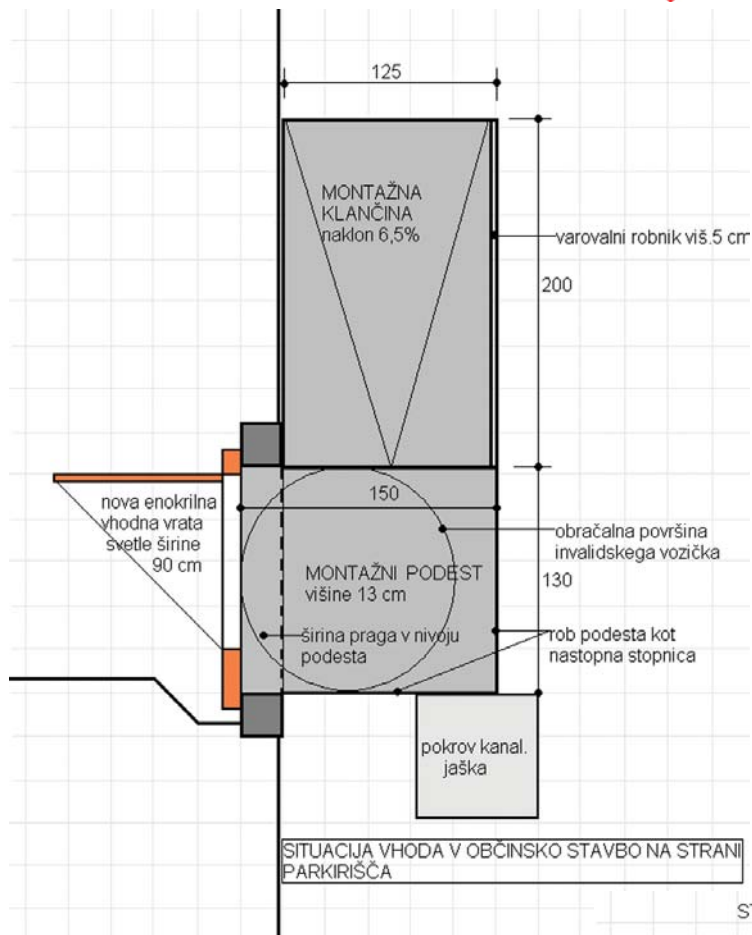 125
MONTAŽNA
KLANČINA
naklon 6,5%
varovalni robnik viš.5 cm
200
150
nova enokrilna
vhodna vrata
svetle širine
90 cm
obračalna površina
invalidskega vozička
MONTAŽNI PODEST
višine 13 cm
130
širina praga v nivoju
podesta
rob podesta kot
nastopna stopnica
pokrov kanal.
jaška
SITUACIJA VHODA V OBČINSKO STAVBO NA STRANI
PARKIRIŠČA